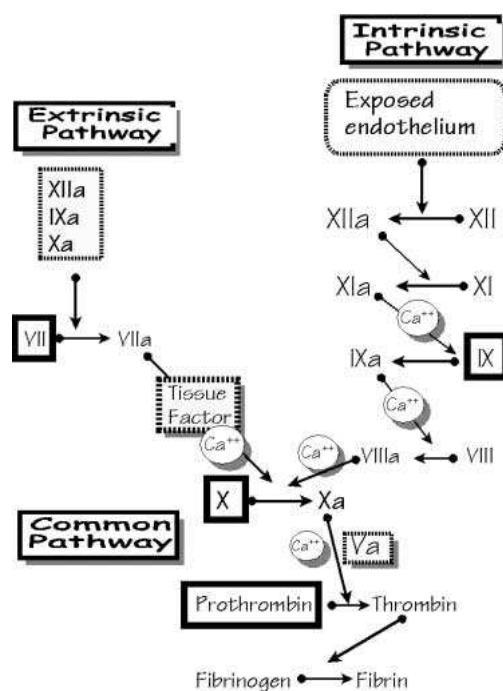 Intrinsic
Pathway
Exposed
endothelium
Extrinsic
Pathway
XIIa
IXa
Xa
XIIa
XII
XIa
XI
Ca++
VII
VIIa
IXa
IX
Tissue
Factor
Ca++
Ca++
Ca++
VIIIa
VIII
X
Xa
Common
Pathway
Ca++
Va
Prothrombin
Thrombin
Fibrinogen
Fibrin